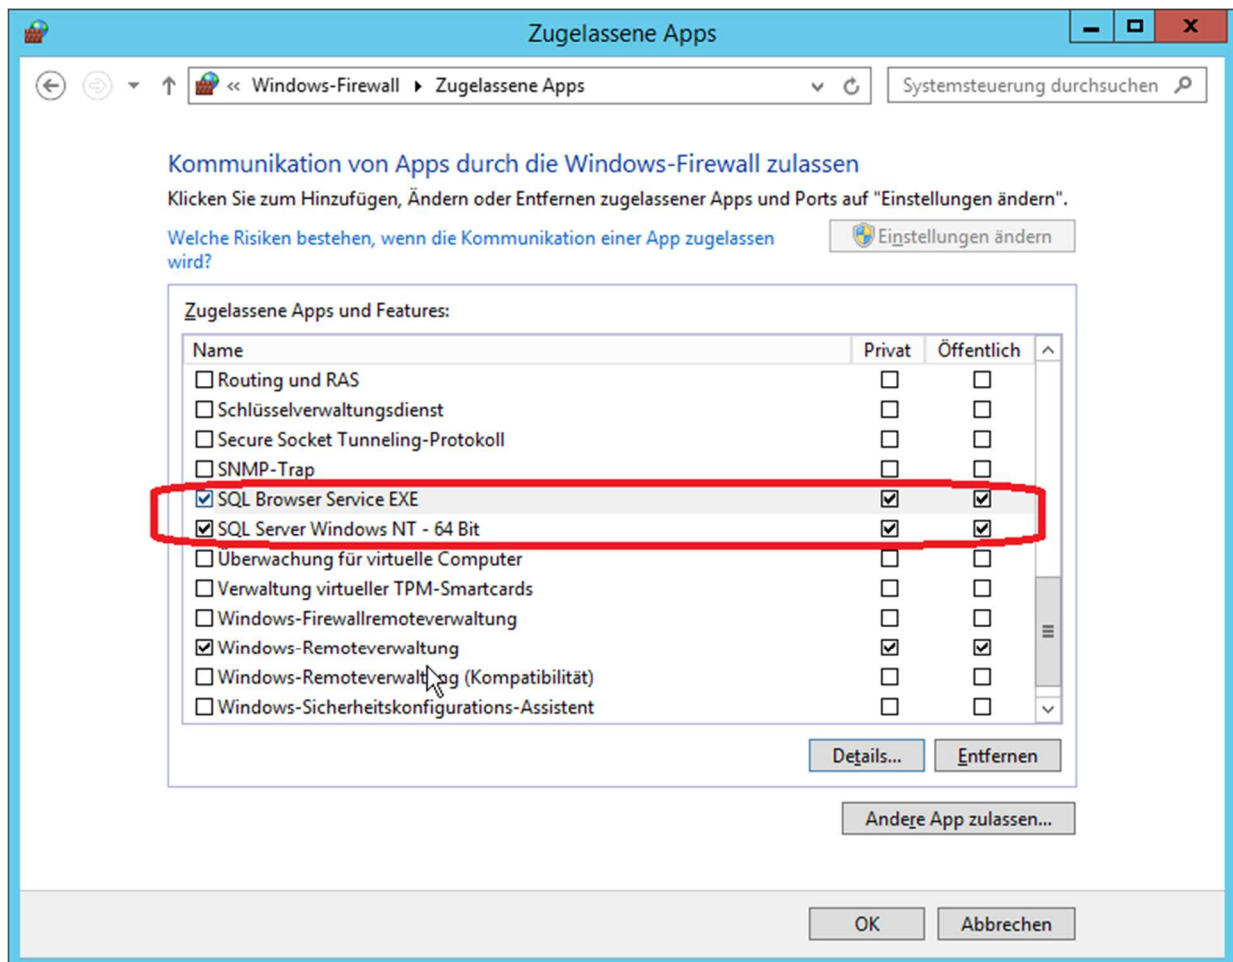 Zugelassene Apps
« Windows-Firewall Zugelassene Apps
Systemsteuerung durchsuchen
Kommunikation von Apps durch die Windows-Firewall zulassen
Klicken Sie zum Hinzufügen, Ändern oder Entfernen zugelassener Apps und Ports auf "Einstellungen ändern".
Welche Risiken bestehen, wenn die Kommunikation einer App zugelassen
wird?
Einstellungen ändern
Zugelassene Apps und Features:
Name Privat Öffentlich
Routing und RAS
Schlüsselverwaltungsdienst
Secure Socket Tunneling-Protokoll
SNMP-Trap
SQL Browser Service EXE
SQL Server Windows NT - 64 Bit
Überwachung für virtuelle Computer
Verwaltung virtueller TPM-Smartcards
Windows-Firewallremoteverwaltung
Windows-Remoteverwaltung
Windows-Remoteverwaltung (Kompatibilität)
Windows-Sicherheitskonfigurations-Assistent
Details... Entfernen
Andere App zulassen...
OK Abbrechen